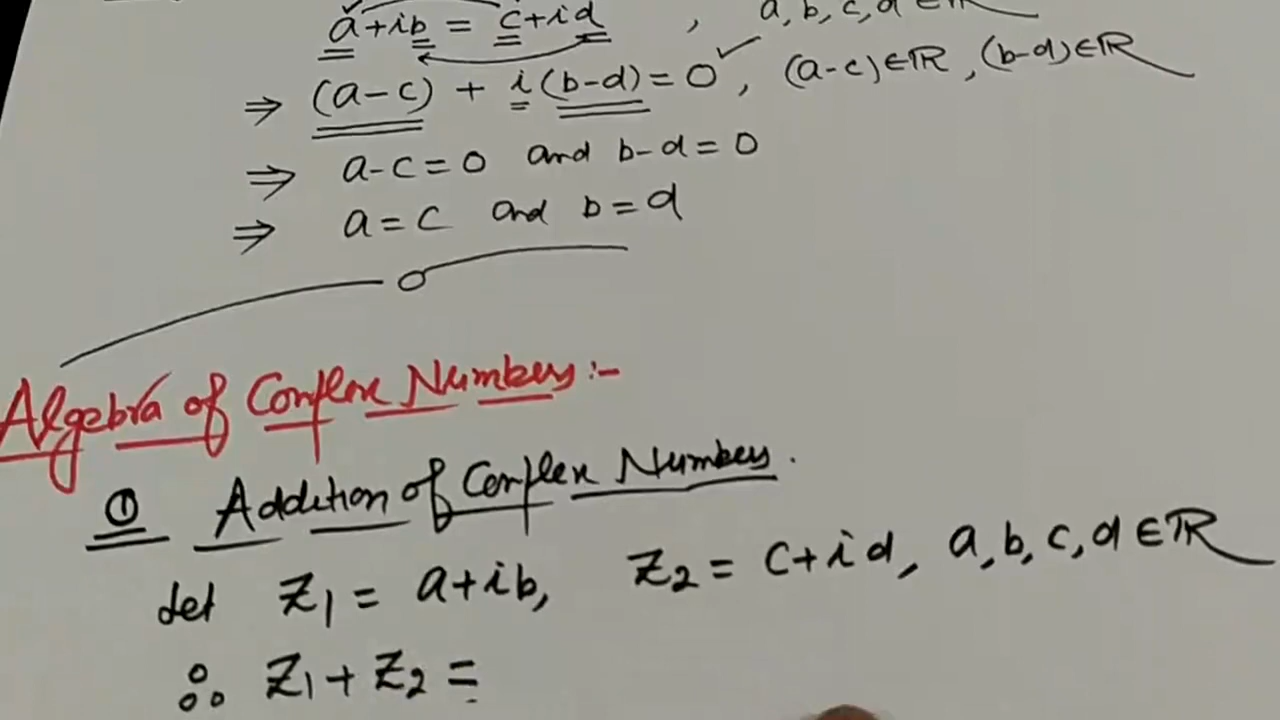 a+ib = c+id , a, b, c, d ∈ ℝ
⇒ (a-c) + i(b-d) = 0 , (a-c)∈ℝ, (b-d)∈ℝ
⇒ a-c=0 and b-d=0
⇒ a=c and b=d
Algebra of Complex Numbers:-
① Addition of Complex Numbers.
Let Z₁ = a+ib, Z₂ = c+id, a, b, c, d ∈ ℝ
∴ Z₁+Z₂ =